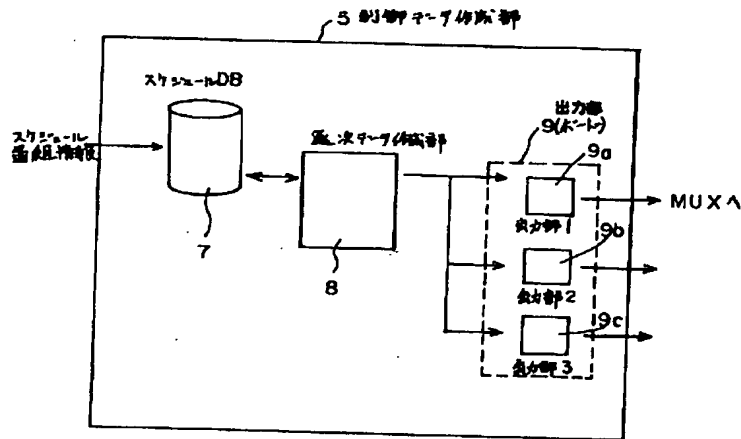 5 制御データ作成部
スケジュールDB
スケジュール
番組情報
逐次データ作成部
出力部
9(ポート)
9a
出力部1
MUXへ
9b
出力部2
9c
出力部3
7
8